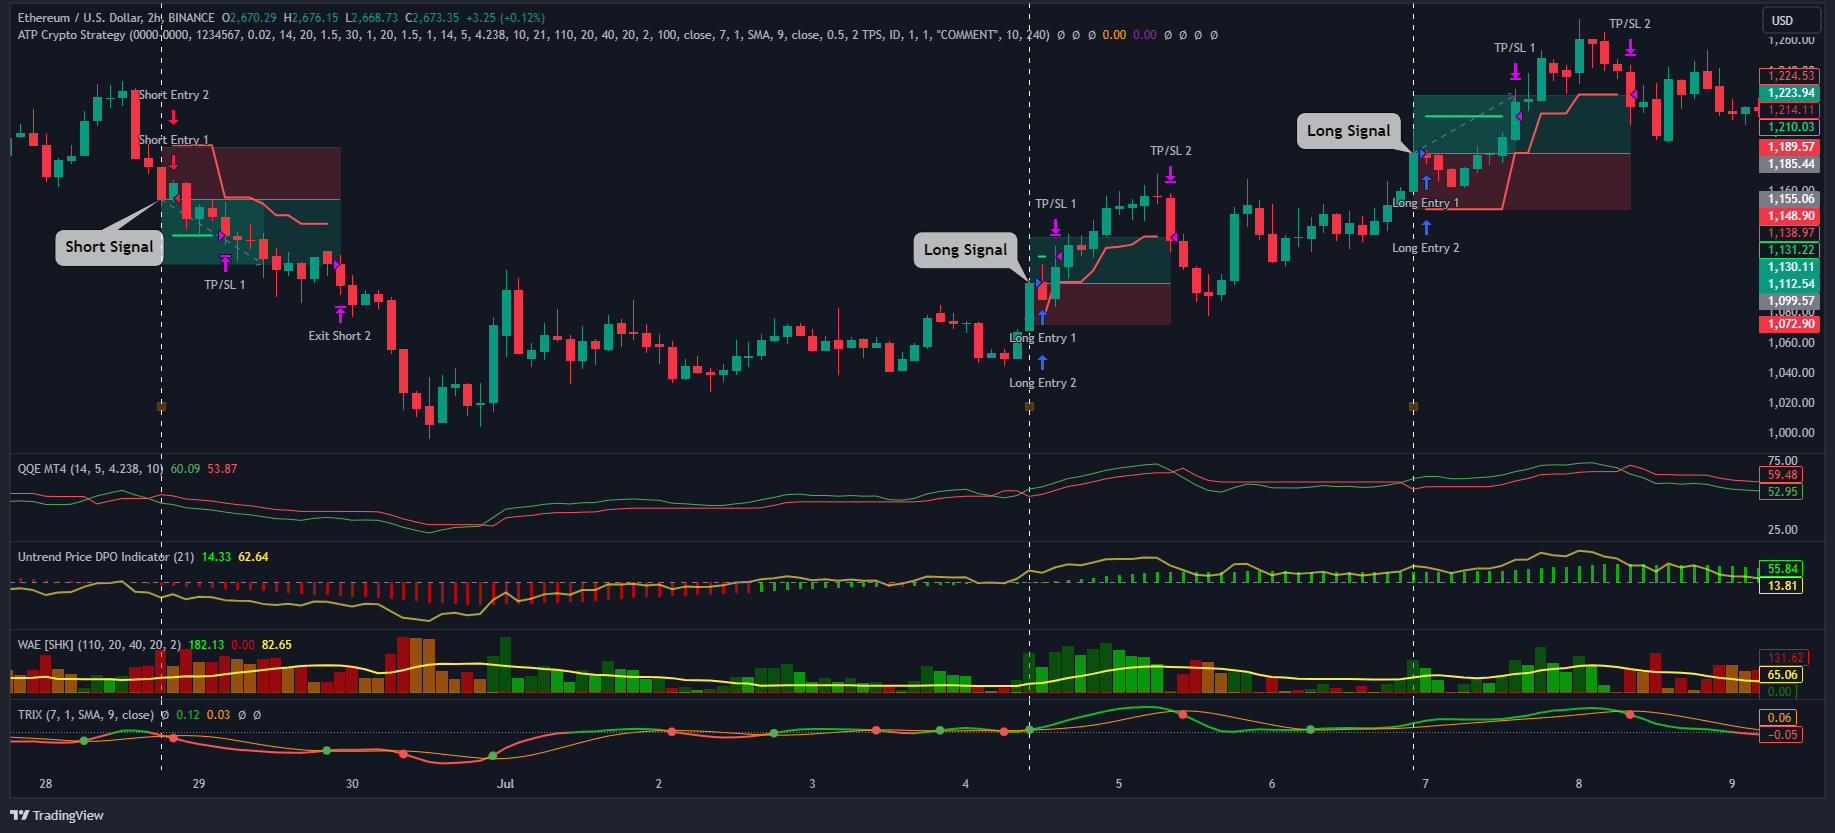 Ethereum / U.S. Dollar, 2h, BINANCE O2,670.29 H2,676.15 L2,668.73 C2,673.35 +3.25 (+0.12%)
ATP Crypto Strategy (0000-0000, 1234567, 0.02, 14, 20, 1.5, 30, 1, 20, 1.5, 1, 14, 5, 4.238, 10, 21, 110, 20, 40, 20, 2, 100, close, 7, 1, SMA, 9, close, 0.5, 2 TPS, ID, 1, 1, "COMMENT", 10, 240) Ø Ø Ø 0.00 0.00 Ø Ø Ø Ø
USD
TP/SL 2
TP/SL 1
1,260.00
1,224.53
1,223.94
1,214.11
1,210.03
1,189.57
1,185.44
1,160.00
1,155.06
1,148.90
1,138.97
1,131.22
1,130.11
1,112.54
1,099.57
1,080.00
1,072.90
1,060.00
1,040.00
1,020.00
1,000.00
Short Entry 2
Short Entry 1
Short Signal
TP/SL 1
Exit Short 2
TP/SL 2
TP/SL 1
Long Signal
Long Entry 1
Long Entry 2
Long Signal
Long Entry 1
Long Entry 2
QQE MT4 (14, 5, 4.238, 10) 60.09 53.87
75.00
59.48
52.95
25.00
Untrend Price DPO Indicator (21) 14.33 62.64
55.84
13.81
WAE [SHK] (110, 20, 40, 20, 2) 182.13 0.00 82.65
131.62
65.06
0.00
TRIX (7, 1, SMA, 9, close) Ø 0.12 0.03 Ø Ø
0.06
−0.05
28 29 30 Jul 2 3 4 5 6 7 8 9
TradingView